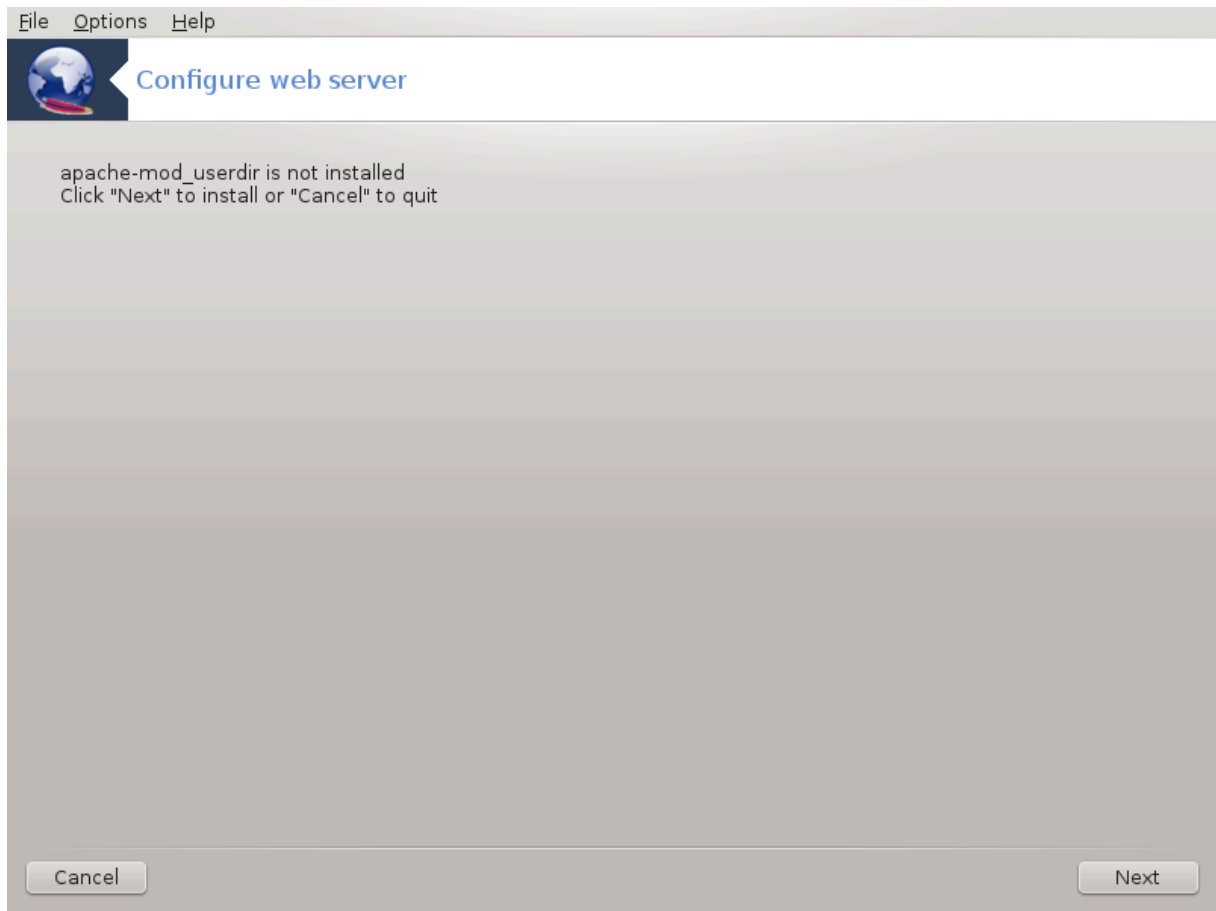 File Options Help
Configure web server
apache-mod_userdir is not installed
Click "Next" to install or "Cancel" to quit
Cancel Next